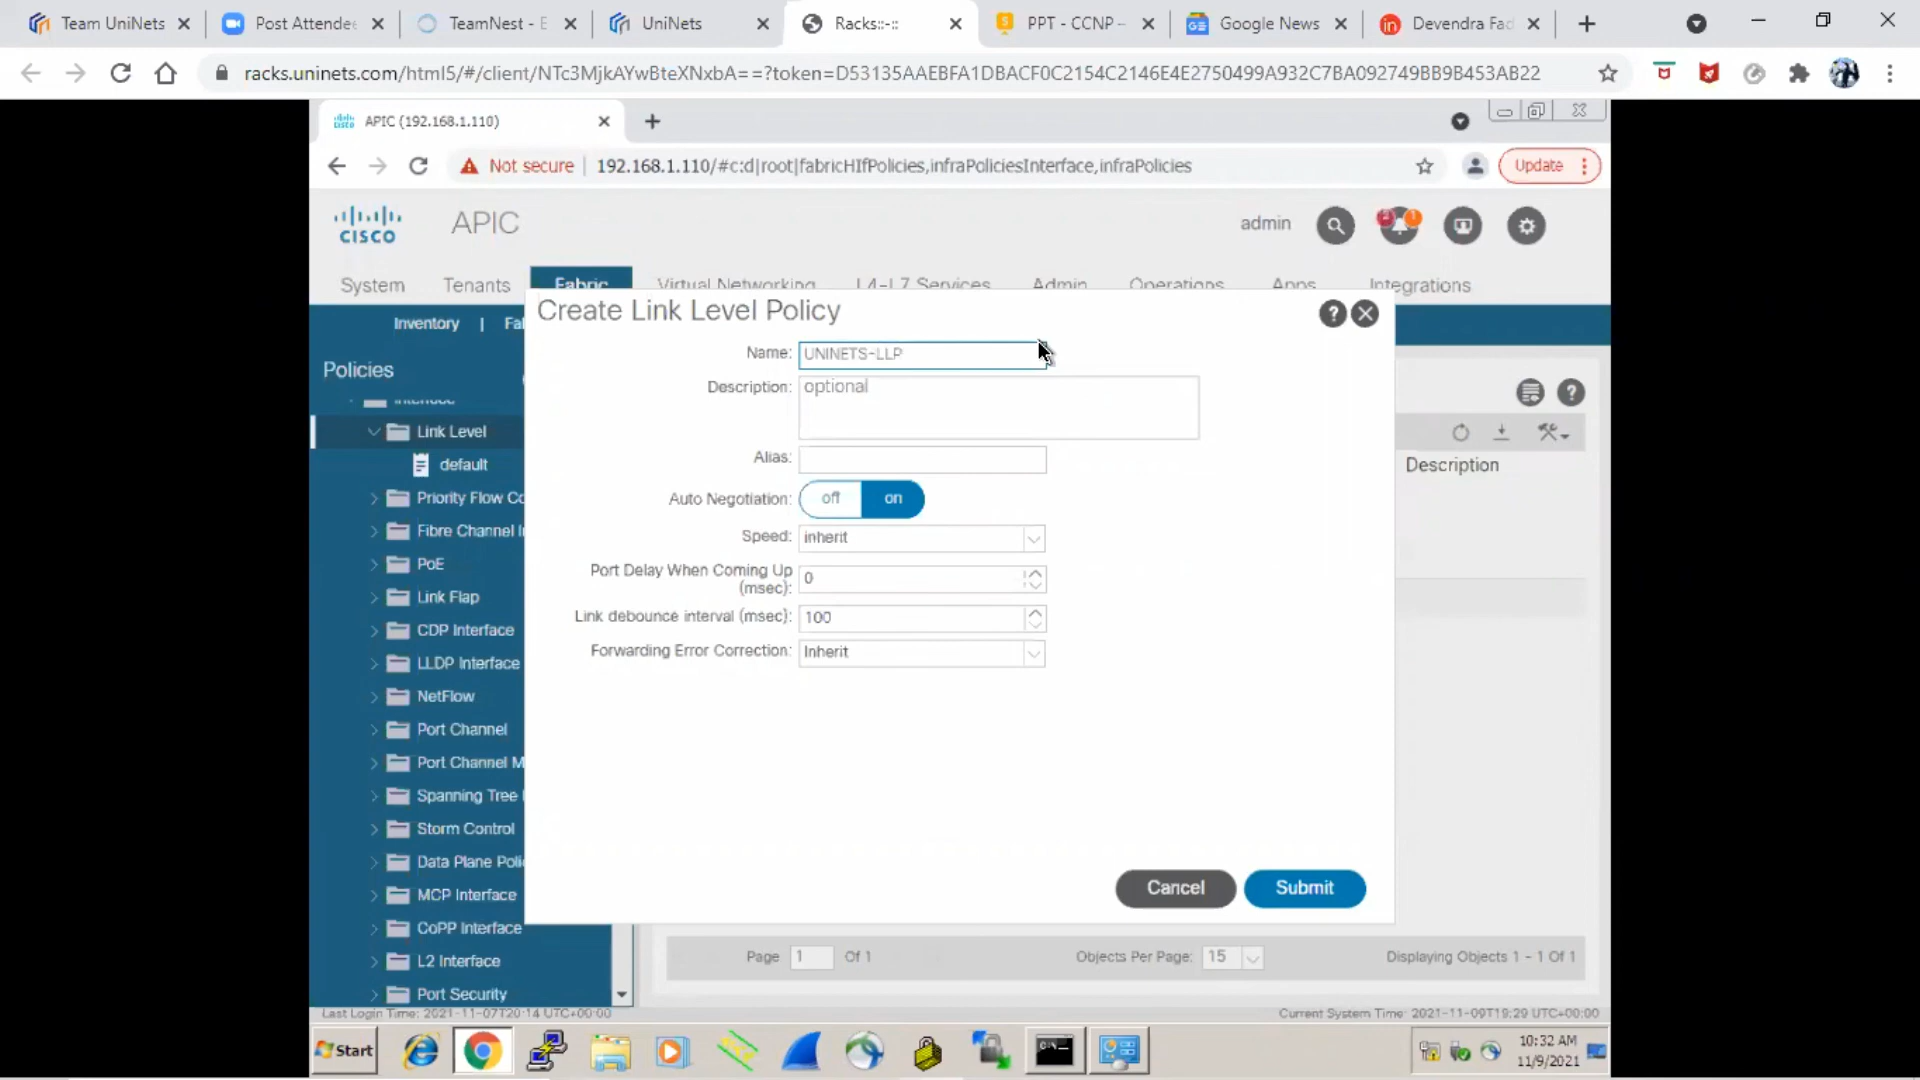 Team UniNets
Post Attende
TeamNest - E
UniNets
Racks::-::
PPT - CCNP -
Google News
Devendra Fad
racks.uninets.com/html5/#/client/NTc3MjkAYwBteXNxbA==?token=D53135AAEBFA1DBACF0C2154C2146E4E2750499A932C7BA092749BB9B453AB22
APIC (192.168.1.110)
Not secure
192.168.1.110/#c:d|root|fabricHIfPolicies,infraPoliciesInterface,infraPolicies
Update
CISCO
APIC
admin
System
Tenants
Fabric
Virtual Networking
L4-L7 Services
Admin
Operations
Apps
Integrations
Inventory | Fa
Policies
Interface
Link Level
default
Priority Flow Co
Fibre Channel In
PoE
Link Flap
CDP Interface
LLDP Interface
NetFlow
Port Channel
Port Channel M
Spanning Tree I
Storm Control
Data Plane Poli
MCP Interface
CoPP Interface
L2 Interface
Port Security
Create Link Level Policy
Name: UNINETS-LLP
Description: optional
Alias:
Auto Negotiation: off on
Speed: inherit
Port Delay When Coming Up
(msec): 0
Link debounce interval (msec): 100
Forwarding Error Correction: Inherit
Cancel
Submit
Description
Page 1 Of 1
Objects Per Page: 15
Displaying Objects 1 - 1 Of 1
Last Login Time: 2021-11-07T20:14 UTC+00:00
Current System Time: 2021-11-09T19:29 UTC+00:00
Start
10:32 AM
11/9/2021